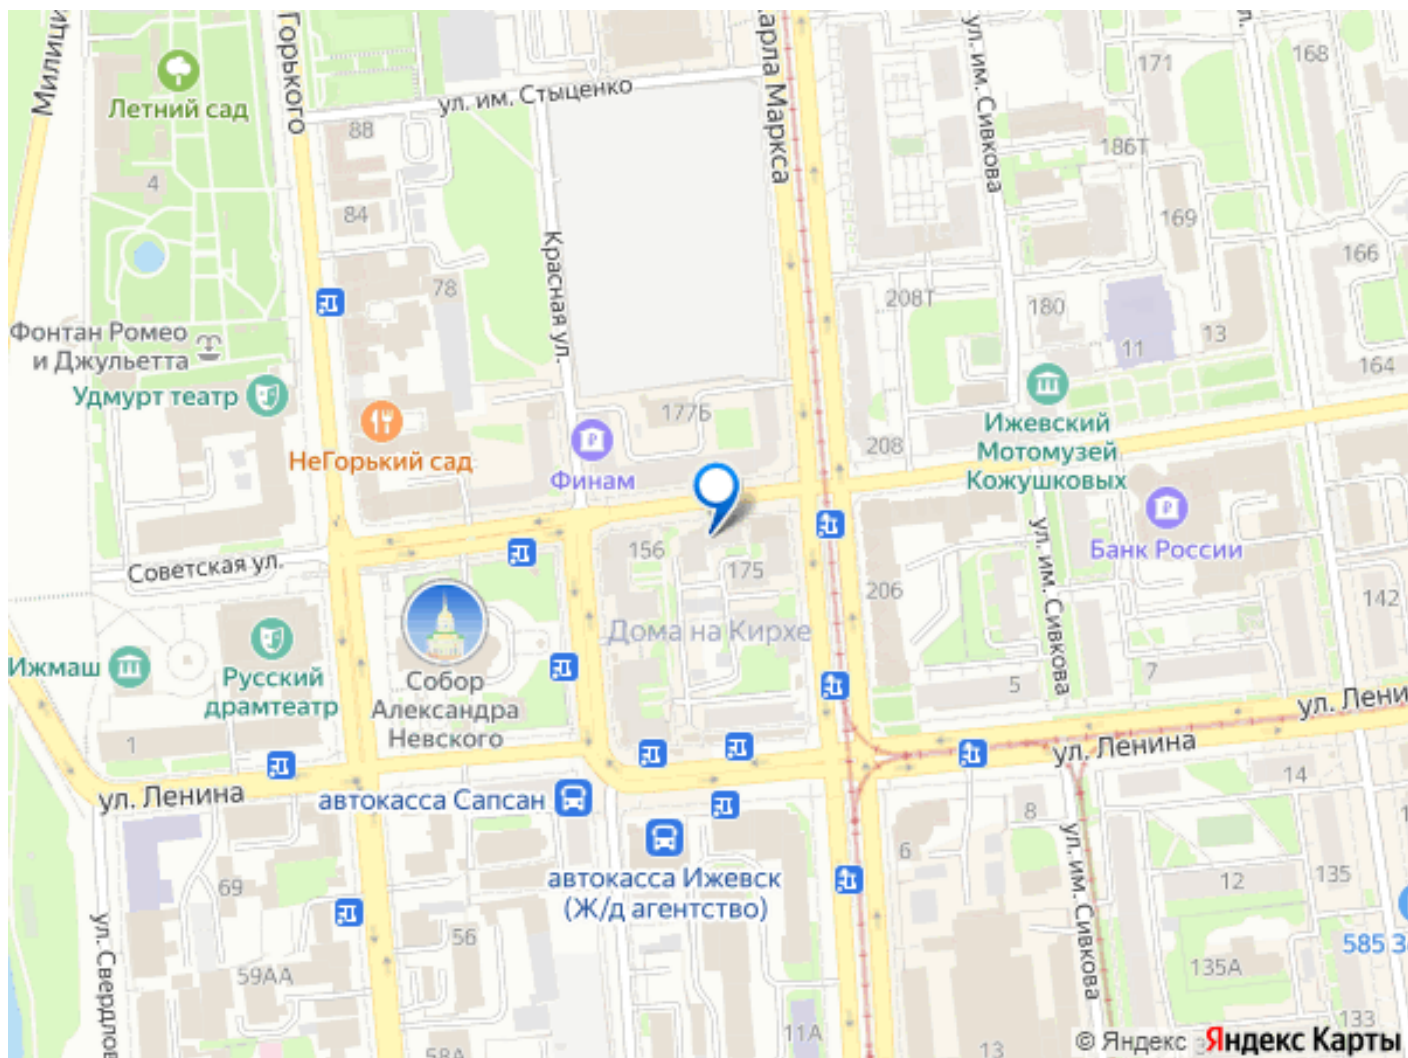 Милици
Горького
Карла Маркса
ул. им. Сивкова
ул.
168
171
Летний сад
ул. им. Стыценко
88
186Т
4
84
169
Красная ул.
166
78
208Т
180
13
11
Фонтан Ромео
и Джульетта
164
Удмурт театр
177Б
Ижевский
Мотомузей
Кожушковых
208
НеГорький сад
Финам
ул. им. Сивкова
Банк России
156
175
Советская ул.
206
142
Дома на Кирхе
Ижмаш
Русский
драмтеатр
Собор
Александра
Невского
5
7
ул. Лени
1
ул. Ленина
ул. Ленина
14
автокасса Сапсан
8
ул. им. Сивкова
6
автокасса Ижевск
(Ж/д агентство)
69
12
135
ул. Свердлов
56
585 З
59АА
135А
11А
133
58А
13
© Яндекс Яндекс Карты